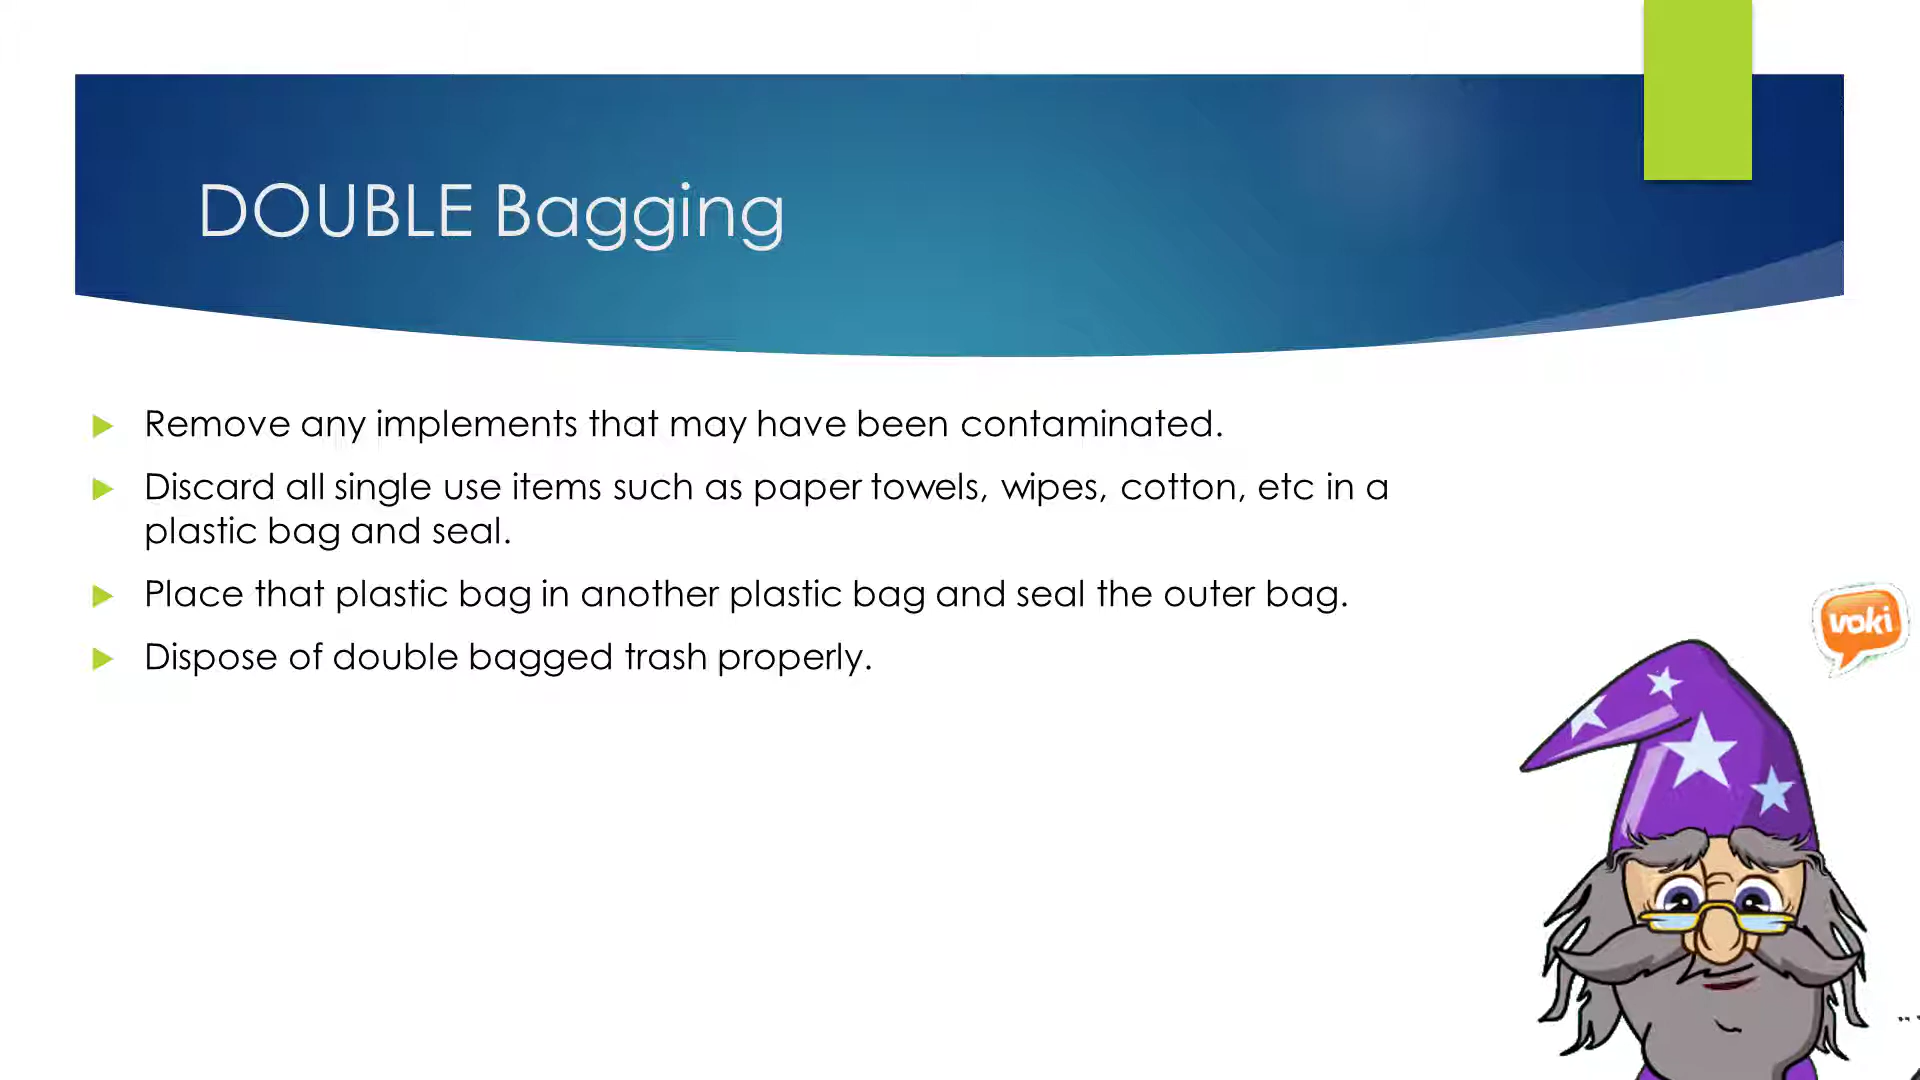 DOUBLE Bagging
Remove any implements that may have been contaminated.
Discard all single use items such as paper towels, wipes, cotton, etc in a
plastic bag and seal.
Place that plastic bag in another plastic bag and seal the outer bag.
Dispose of double bagged trash properly.
voki